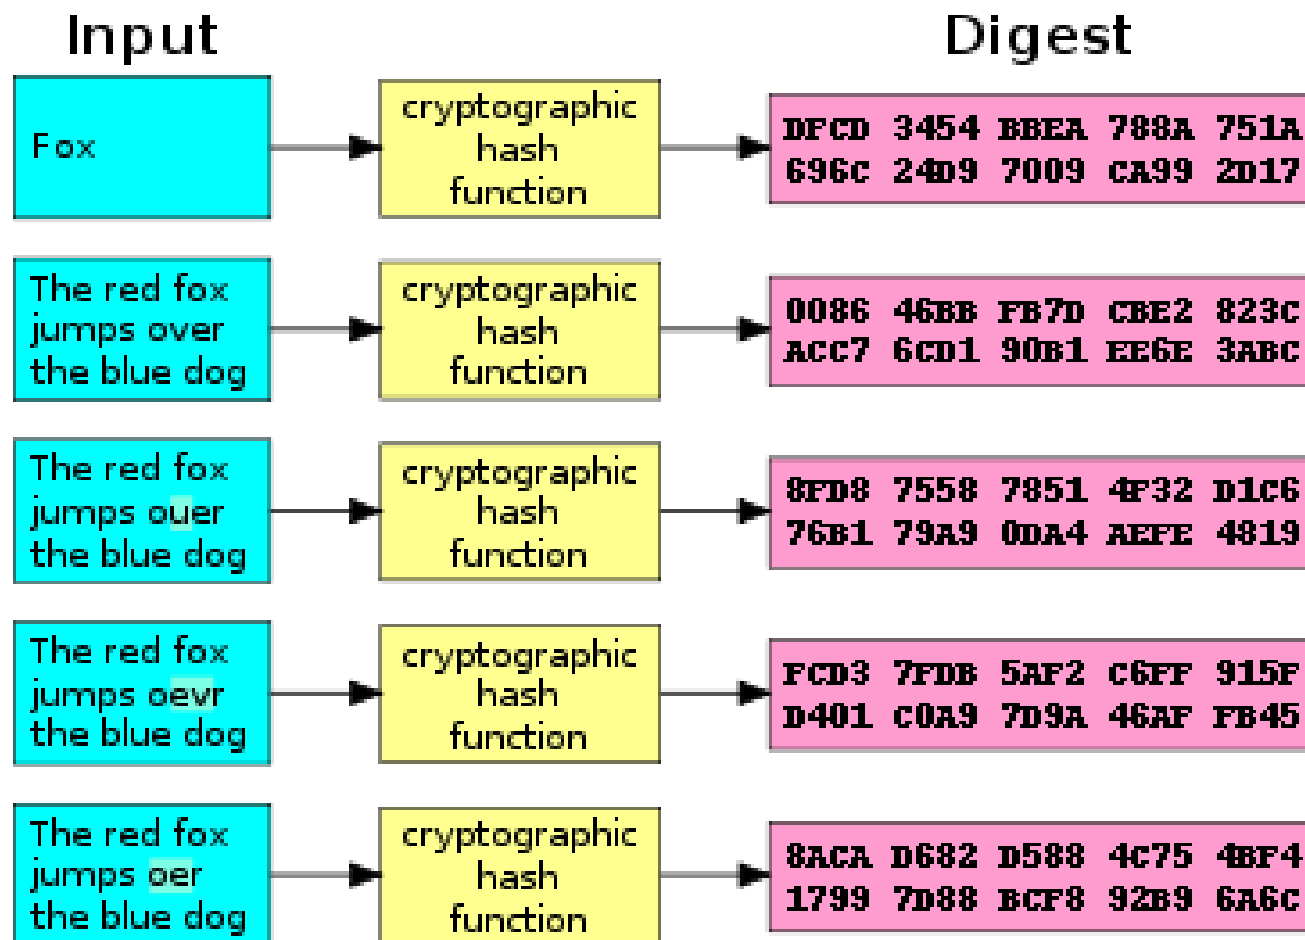 Input
Digest
Fox
cryptographic
hash
function
DFCD 3454 BBEA 788A 751A
696C 24D9 7009 CA99 2D17
The red fox
jumps over
the blue dog
cryptographic
hash
function
0086 46BB FB7D CBE2 823C
ACC7 6CD1 90B1 EE6E 3ABC
The red fox
jumps ouer
the blue dog
cryptographic
hash
function
8FD8 7558 7851 4F32 D1C6
76B1 79A9 0DA4 AEFE 4819
The red fox
jumps oevr
the blue dog
cryptographic
hash
function
FCD3 7FDB 5AF2 C6FF 915F
D401 C0A9 7D9A 46AF FB45
The red fox
jumps oer
the blue dog
cryptographic
hash
function
8ACA D682 D588 4C75 4BF4
1799 7D88 BCF8 92B9 6A6C